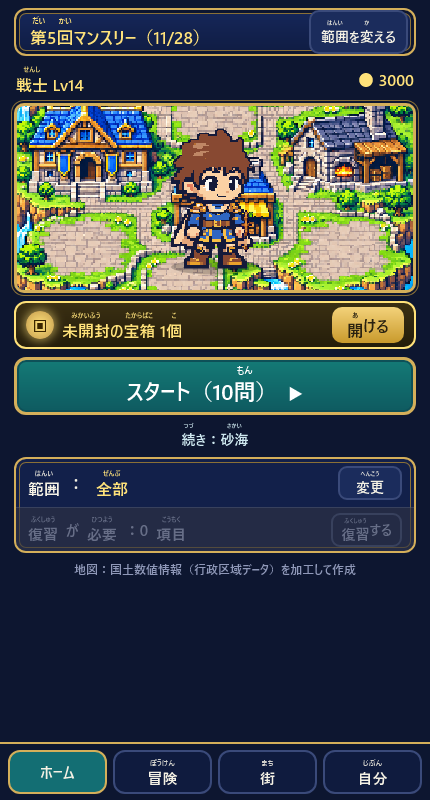 第5回マンスリー（11/28）
範囲を変える
戦士 Lv14
3000
未開封の宝箱 1個
開ける
スタート（10問） ▶
続き：砂海
範囲 ： 全部
変更
復習 が 必要 ：0 項目
復習する
地図：国土数値情報（行政区域データ）を加工して作成
ホーム
冒険
街
自分